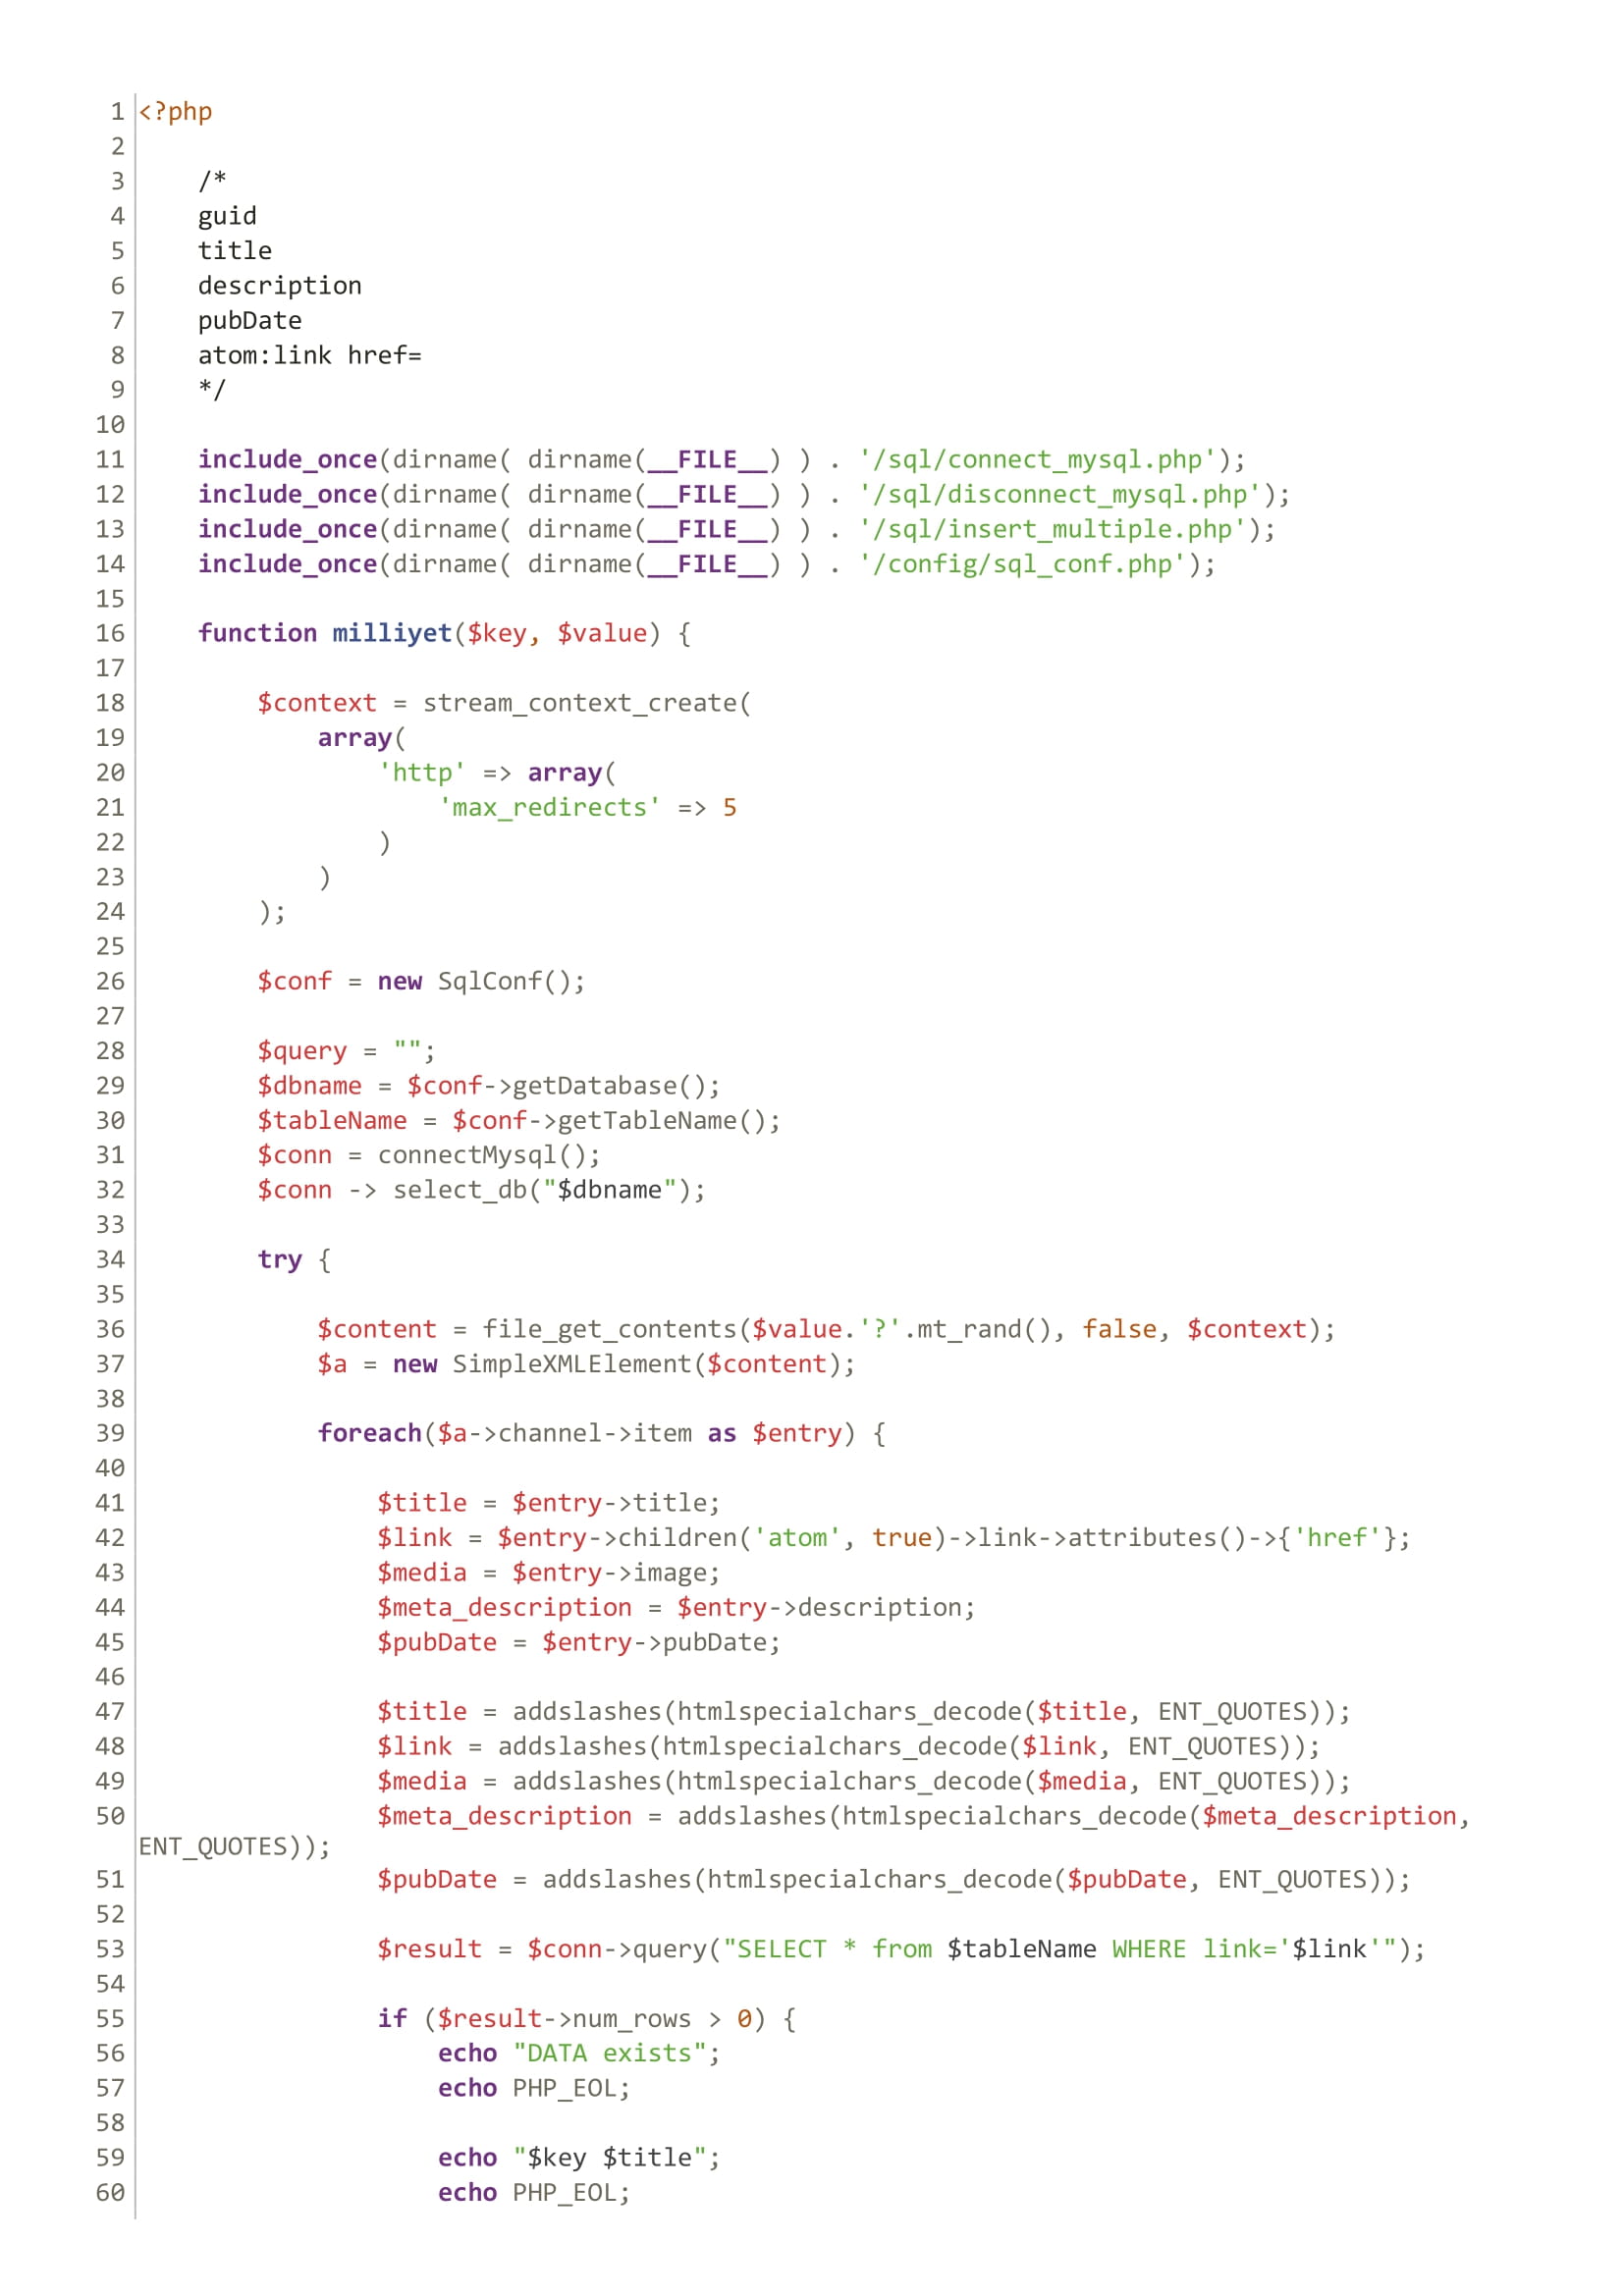 1 <?php
2
3     /*
4     guid
5     title
6     description
7     pubDate
8     atom:link href=
9     */
10
11     include_once(dirname( dirname(__FILE__) ) . '/sql/connect_mysql.php');
12     include_once(dirname( dirname(__FILE__) ) . '/sql/disconnect_mysql.php');
13     include_once(dirname( dirname(__FILE__) ) . '/sql/insert_multiple.php');
14     include_once(dirname( dirname(__FILE__) ) . '/config/sql_conf.php');
15
16     function milliyet($key, $value) {
17
18         $context = stream_context_create(
19             array(
20                 'http' => array(
21                     'max_redirects' => 5
22                 )
23             )
24         );
25
26         $conf = new SqlConf();
27
28         $query = "";
29         $dbname = $conf->getDatabase();
30         $tableName = $conf->getTableName();
31         $conn = connectMysql();
32         $conn -> select_db("$dbname");
33
34         try {
35
36             $content = file_get_contents($value.'?'.mt_rand(), false, $context);
37             $a = new SimpleXMLElement($content);
38
39             foreach($a->channel->item as $entry) {
40
41                 $title = $entry->title;
42                 $link = $entry->children('atom', true)->link->attributes()->{'href'};
43                 $media = $entry->image;
44                 $meta_description = $entry->description;
45                 $pubDate = $entry->pubDate;
46
47                 $title = addslashes(htmlspecialchars_decode($title, ENT_QUOTES));
48                 $link = addslashes(htmlspecialchars_decode($link, ENT_QUOTES));
49                 $media = addslashes(htmlspecialchars_decode($media, ENT_QUOTES));
50                 $meta_description = addslashes(htmlspecialchars_decode($meta_description,
ENT_QUOTES));
51                 $pubDate = addslashes(htmlspecialchars_decode($pubDate, ENT_QUOTES));
52
53                 $result = $conn->query("SELECT * from $tableName WHERE link='$link'");
54
55                 if ($result->num_rows > 0) {
56                     echo "DATA exists";
57                     echo PHP_EOL;
58
59                     echo "$key $title";
60                     echo PHP_EOL;